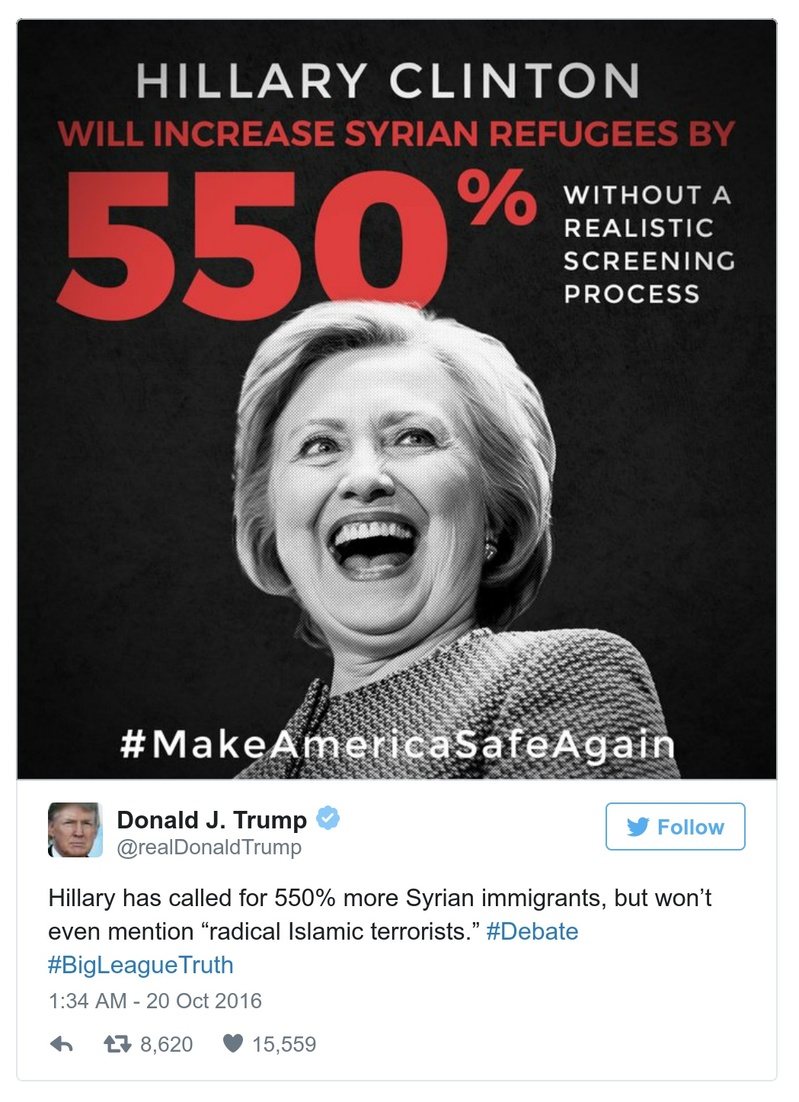 HILLARY CLINTON
WILL INCREASE SYRIAN REFUGEES BY
550%
WITHOUT A
REALISTIC
SCREENING
PROCESS
#MakeAmericaSafeAgain
Donald J. Trump
@realDonaldTrump
Follow
Hillary has called for 550% more Syrian immigrants, but won’t
even mention “radical Islamic terrorists.” #Debate
#BigLeagueTruth
1:34 AM - 20 Oct 2016
8,620 15,559